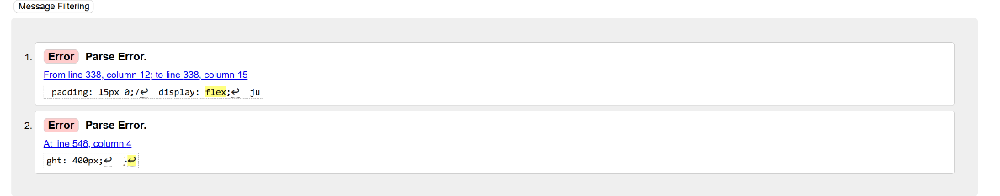 Message Filtering
1. Error Parse Error.
From line 338, column 12; to line 338, column 15
padding: 15px 0;/↩ display: flex;↩ ju
2. Error Parse Error.
At line 548, column 4
ght: 400px;↩ }↩